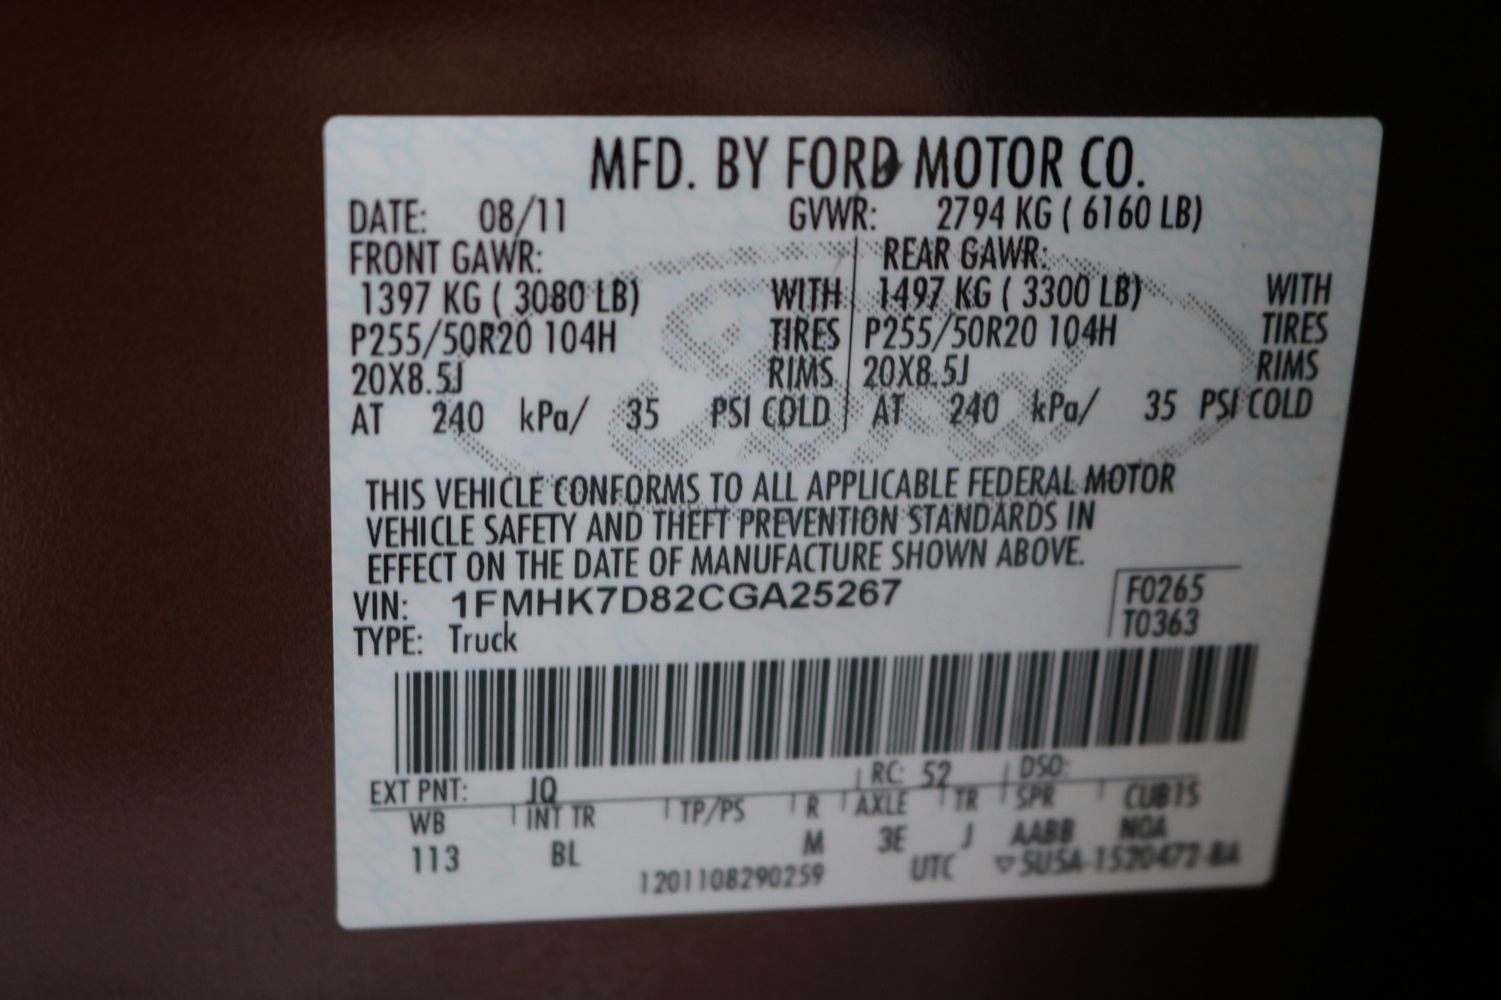 MFD. BY FORD MOTOR CO.
DATE: 08/11 GVWR: 2794 KG ( 6160 LB)
FRONT GAWR: REAR GAWR:
1397 KG ( 3080 LB) WITH 1497 KG ( 3300 LB) WITH
P255/50R20 104H TIRES P255/50R20 104H TIRES
20X8.5J RIMS 20X8.5J RIMS
AT 240 kPa/ 35 PSI COLD AT 240 kPa/ 35 PSI COLD
Ford
THIS VEHICLE CONFORMS TO ALL APPLICABLE FEDERAL MOTOR
VEHICLE SAFETY AND THEFT PREVENTION STANDARDS IN
EFFECT ON THE DATE OF MANUFACTURE SHOWN ABOVE.
VIN: 1FMHK7D82CGA25267 F0265
TYPE: Truck T0363
EXT PNT: JQ RC: 52 DSO:
WB INT TR TP/PS R AXLE TR SPR CUB15
113 BL M 3E J AABB NOA
1201108290259 UTC ▽5U5A-1520472-BA